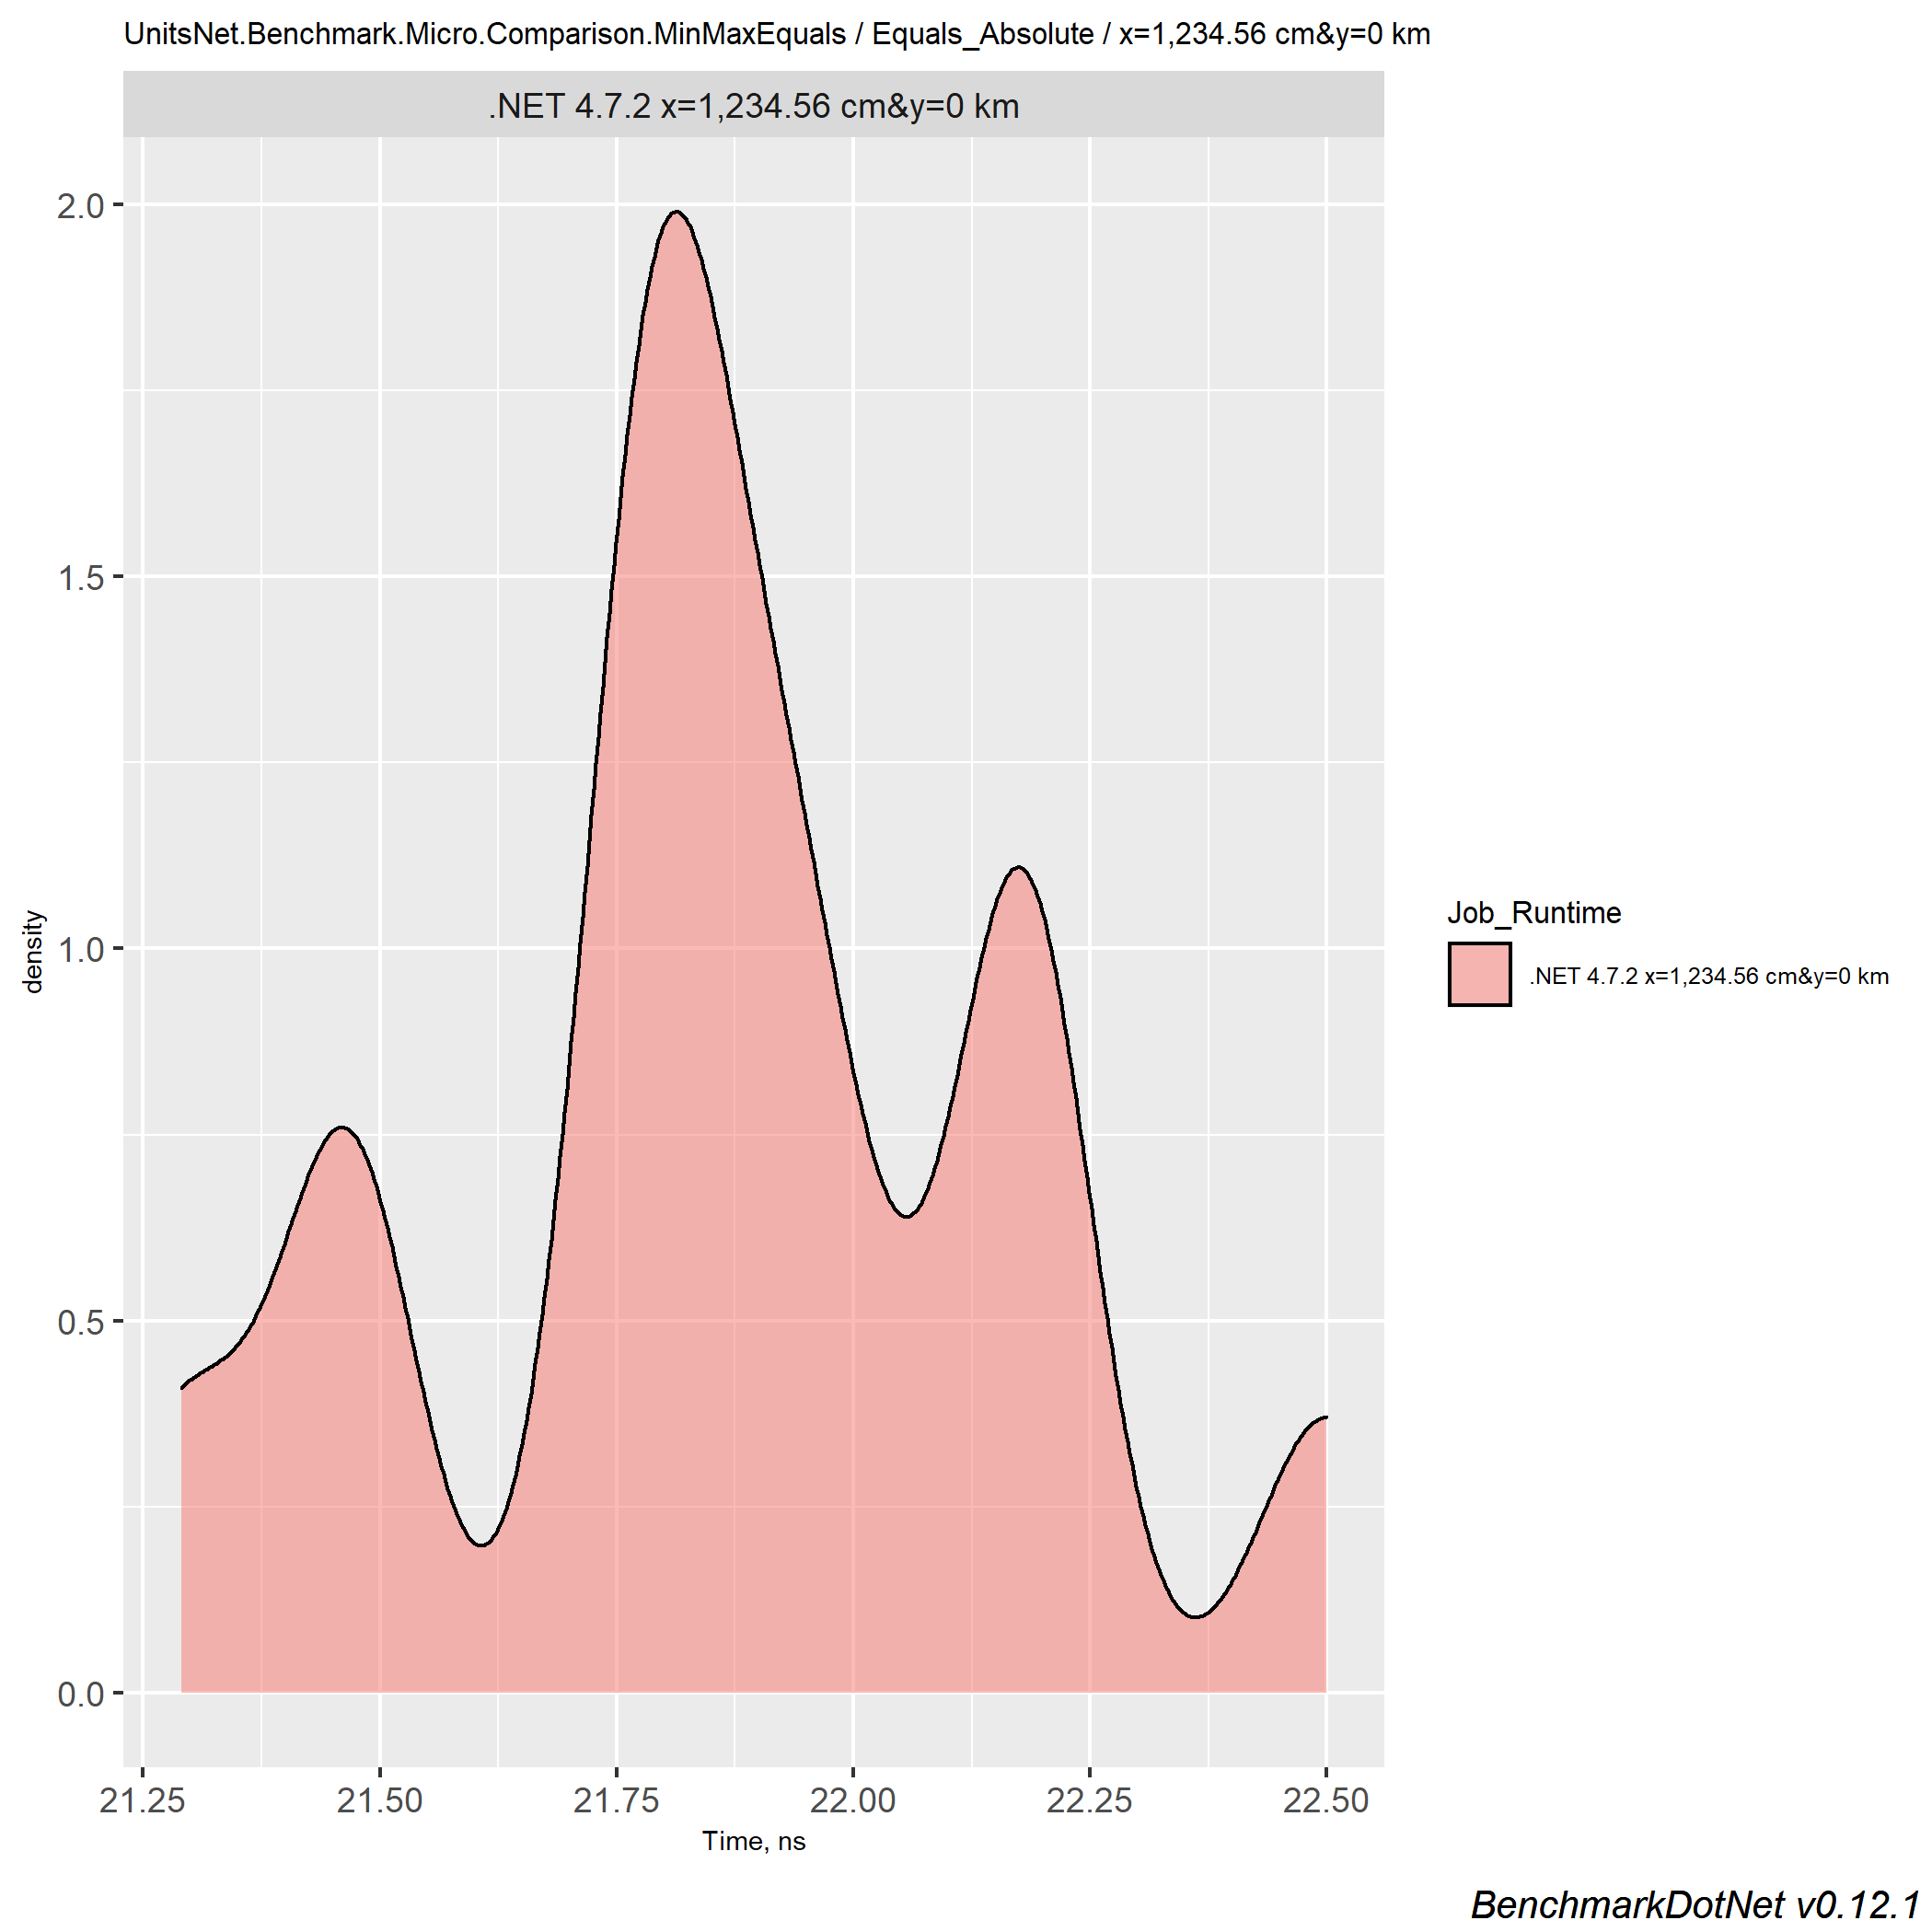 UnitsNet.Benchmark.Micro.Comparison.MinMaxEquals / Equals_Absolute / x=1,234.56 cm&y=0 km
.NET 4.7.2 x=1,234.56 cm&y=0 km
2.0
1.5
1.0
0.5
0.0
density
21.25 21.50 21.75 22.00 22.25 22.50
Time, ns
Job_Runtime
.NET 4.7.2 x=1,234.56 cm&y=0 km
BenchmarkDotNet v0.12.1